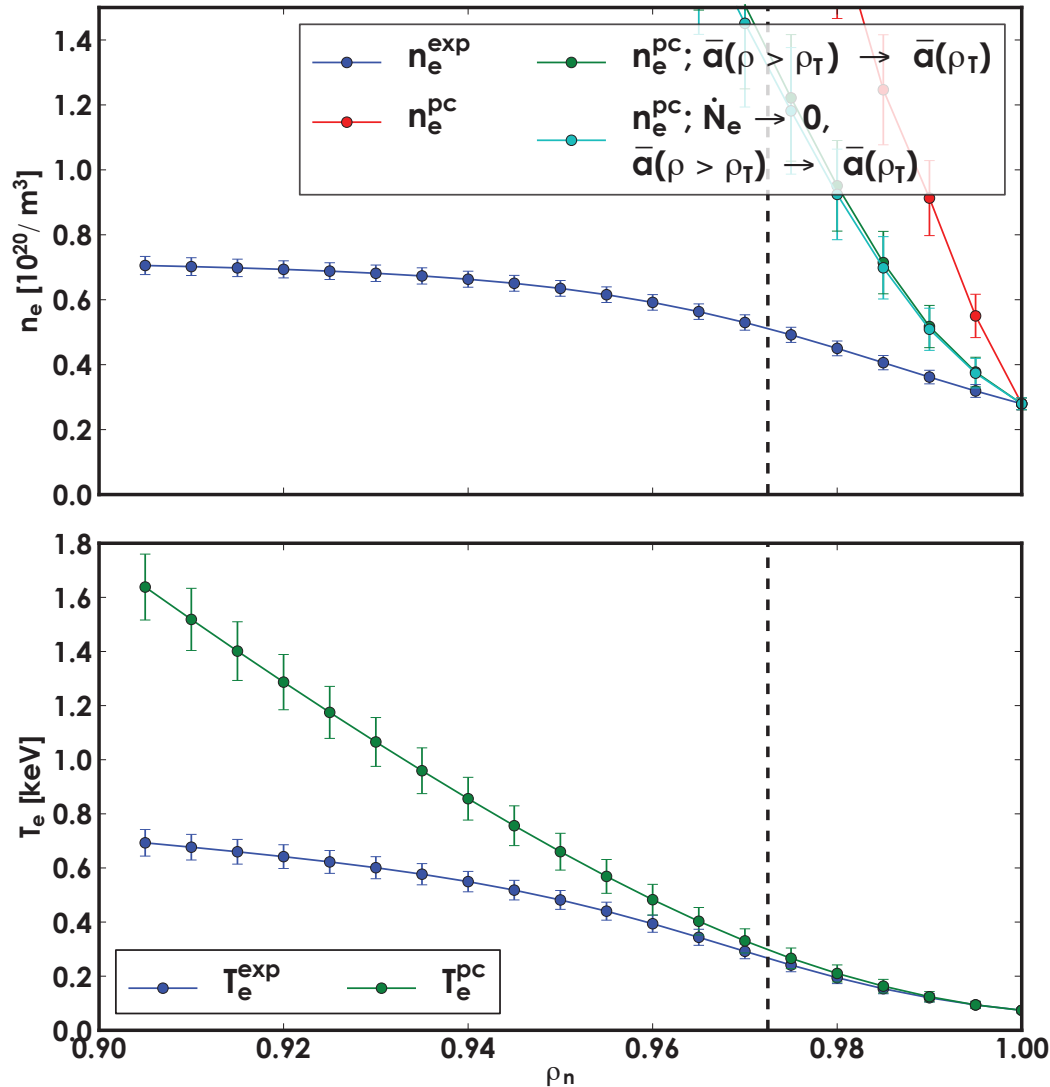 1.4
1.2
1.0
0.8
0.6
0.4
0.2
0.0
n_e [10^20/ m^3]
n_e^exp
n_e^pc
n_e^pc; a̅(ρ > ρ_T) → a̅(ρ_T)
n_e^pc; Ṅ_e → 0,
a̅(ρ > ρ_T) → a̅(ρ_T)
1.8
1.6
1.4
1.2
1.0
0.8
0.6
0.4
0.2
0.0
T_e [keV]
T_e^exp T_e^pc
0.90 0.92 0.94 0.96 0.98 1.00
ρ_n